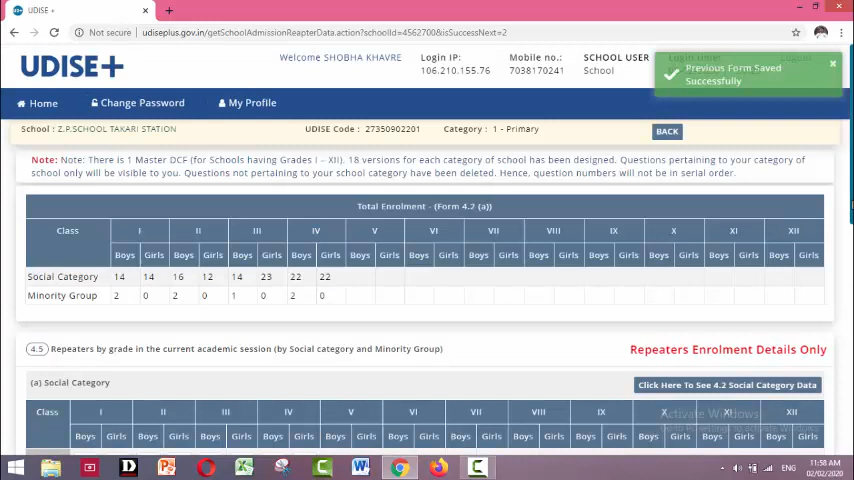 UDISE +
Not secure | udiseplus.gov.in/getSchoolAdmissionReapterData.action?schoolId=4562700&isSuccessNext=2
UDISE+
Welcome SHOBHA KHAVRE
Login IP:
106.210.155.76
Mobile no.:
7038170241
SCHOOL USER
School
Previous Form Saved
Successfully
Home
Change Password
My Profile
School : Z.P.SCHOOL TAKARI STATION
UDISE Code : 27350902201
Category : 1 - Primary
BACK
Note: Note: There is 1 Master DCF (for Schools having Grades I – XII). 18 versions for each category of school has been designed. Questions pertaining to your category of
school only will be visible to you. Questions not pertaining to your school category have been deleted. Hence, question numbers will not be in serial order.
Total Enrolment - (Form 4.2 (a))
Class I II III IV V VI VII VIII IX X XI XII
Boys Girls Boys Girls Boys Girls Boys Girls Boys Girls Boys Girls Boys Girls Boys Girls Boys Girls Boys Girls Boys Girls Boys Girls
Social Category 14 14 16 12 14 23 22 22
Minority Group 2 0 2 0 1 0 2 0
4.5 Repeaters by grade in the current academic session (by Social category and Minority Group)
Repeaters Enrolment Details Only
(a) Social Category
Click Here To See 4.2 Social Category Data
Class I II III IV V VI VII VIII IX X XI XII
Boys Girls Boys Girls Boys Girls Boys Girls Boys Girls Boys Girls Boys Girls Boys Girls Boys Girls Boys Girls Boys Girls Boys Girls
Activate Windows
Go to PC settings to activate Windows.
ENG
11:58 AM
02/02/2020